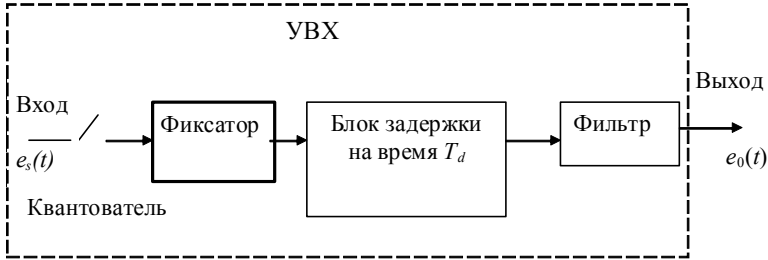 УВХ
Вход
e_s(t)
Квантователь
Фиксатор
Блок задержки
на время T_d
Фильтр
Выход
e_0(t)